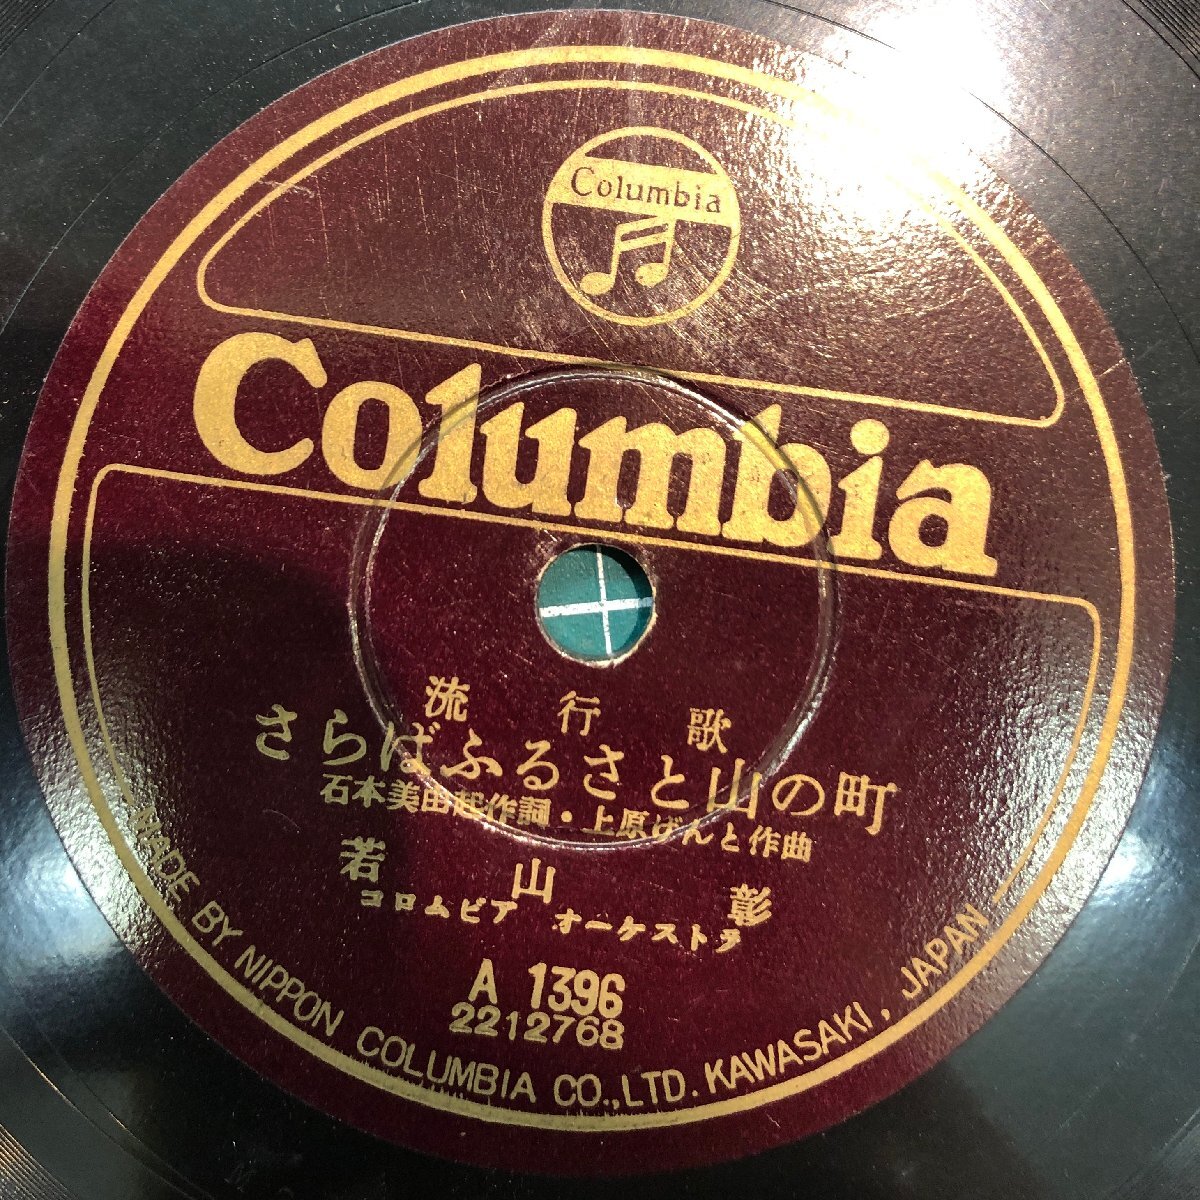 Columbia
Columbia
流行歌
さらばふるさと山の町
石本美由起作詞・上原げんと作曲
若山彰
コロムビア オーケストラ
A 1396
2212768
MADE BY NIPPON COLUMBIA CO.,LTD. KAWASAKI, JAPAN